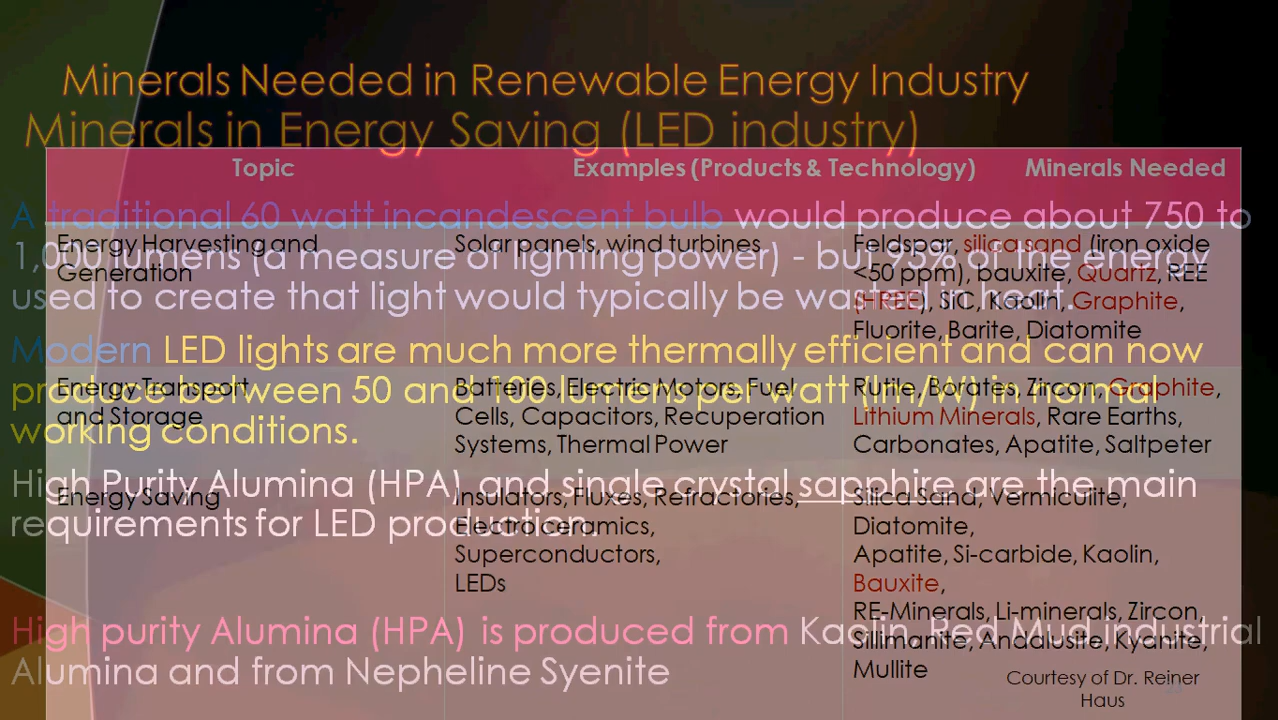 Minerals Needed in Renewable Energy Industry
Minerals in Energy Saving (LED industry)
Topic
Examples (Products & Technology)
Minerals Needed
Energy Harvesting and
Generation
Solar panels, wind turbines
Feldspar, silica sand (iron oxide
<50 ppm), bauxite, Quartz, REE
(HREE), SiC, Kaolin, Graphite,
Fluorite, Barite, Diatomite
Energy Transport
and Storage
Batteries, Electric Motors, Fuel
Cells, Capacitors, Recuperation
Systems, Thermal Power
Rutile, Borates, Zircon, Graphite,
Lithium Minerals, Rare Earths,
Carbonates, Apatite, Saltpeter
Energy Saving
Insulators, Fluxes, Refractories,
Electroceramics,
Superconductors,
LEDs
Silica Sand, Vermiculite,
Diatomite,
Apatite, Si-carbide, Kaolin,
Bauxite,
RE-Minerals, Li-minerals, Zircon,
Sillimanite, Andalusite, Kyanite,
Mullite
Courtesy of Dr. Reiner
Haus
A traditional 60 watt incandescent bulb would produce about 750 to
1,000 lumens (a measure of lighting power) - but 95% of the energy
used to create that light would typically be wasted in heat.
Modern LED lights are much more thermally efficient and can now
produce between 50 and 100 lumens per watt (lm/W) in normal
working conditions.
High Purity Alumina (HPA) and single crystal sapphire are the main
requirements for LED production.
High purity Alumina (HPA) is produced from Kaolin, Red Mud, industrial
Alumina and from Nepheline Syenite